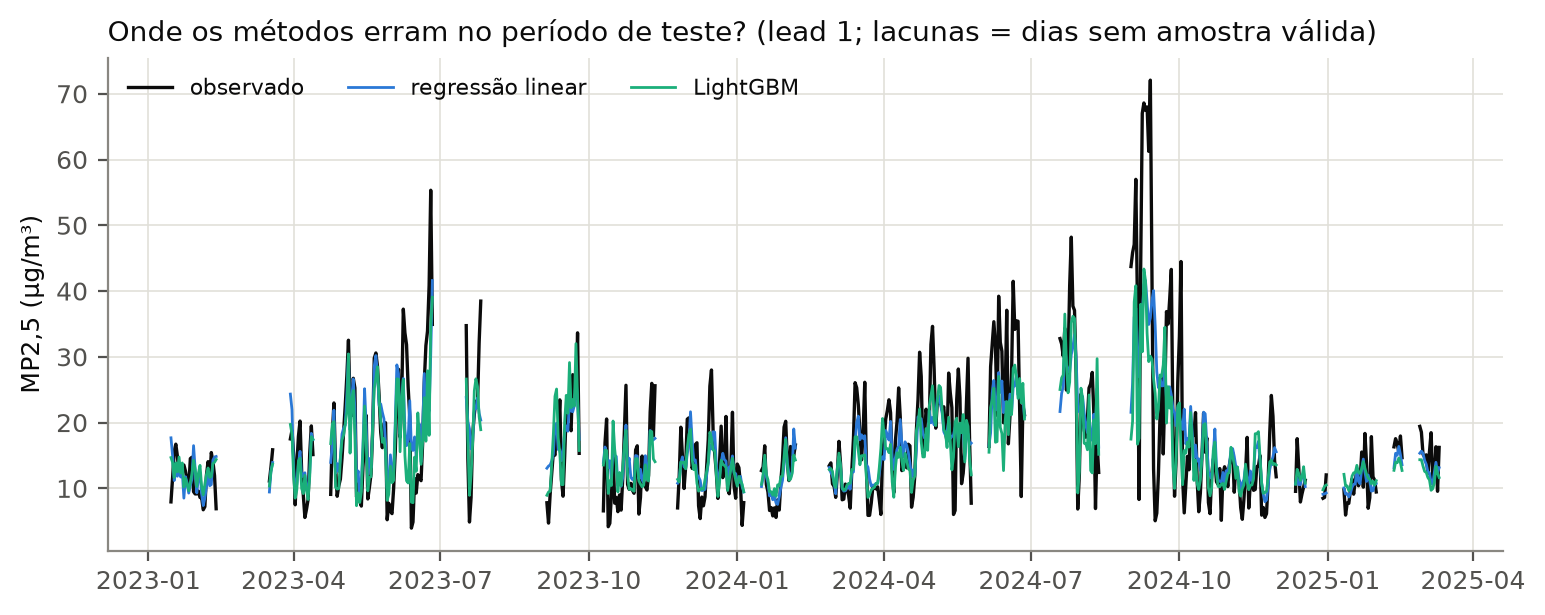 Onde os métodos erram no período de teste? (lead 1; lacunas = dias sem amostra válida)
observado regressão linear LightGBM
MP2,5 (µg/m³)
70
60
50
40
30
20
10
2023-01 2023-04 2023-07 2023-10 2024-01 2024-04 2024-07 2024-10 2025-01 2025-04